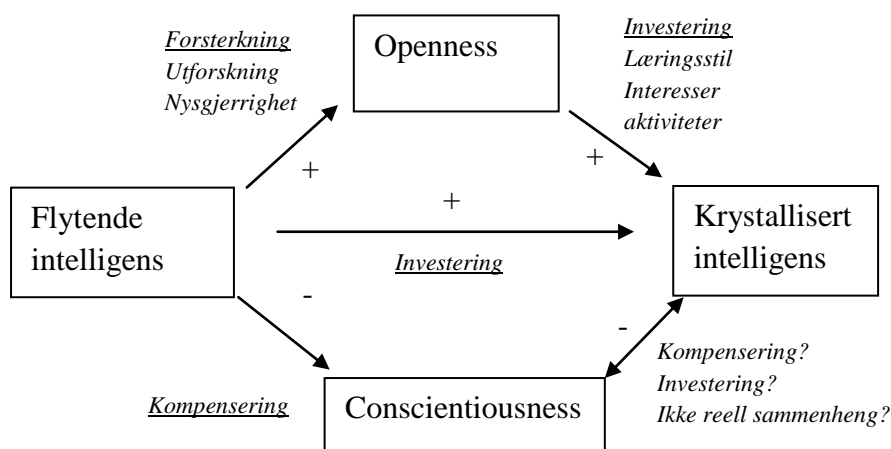 Forsterkning
Utforskning
Nysgjerrighet
Openness
Investering
Læringsstil
Interesser
aktiviteter
+
+
+
Flytende
intelligens
Investering
Krystallisert
intelligens
-
-
Kompensering
Conscientiousness
Kompensering?
Investering?
Ikke reell sammenheng?